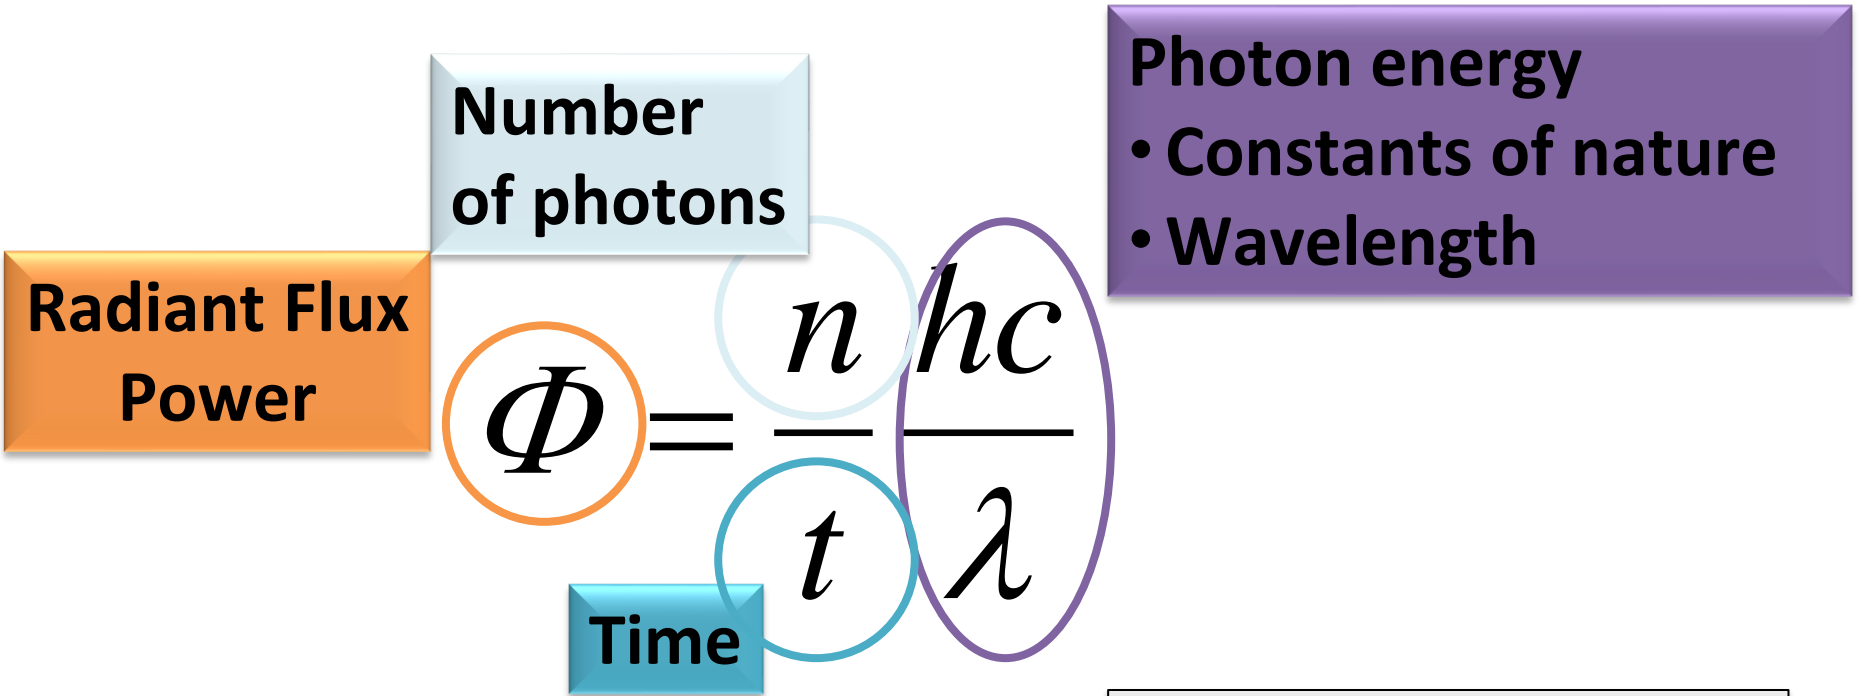 Photon energy
• Constants of nature
• Wavelength
Number
of photons
Radiant Flux
Power
Φ = n/t hc/λ
Time